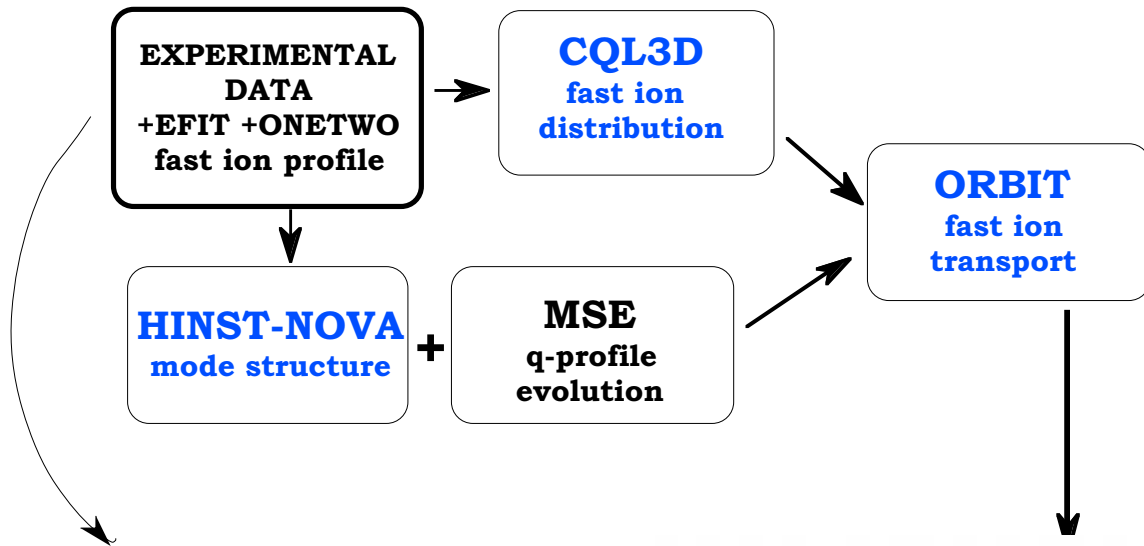 EXPERIMENTAL
DATA
+EFIT +ONETWO
fast ion profile
CQL3D
fast ion
distribution
ORBIT
fast ion
transport
HINST-NOVA
mode structure
+
MSE
q-profile
evolution